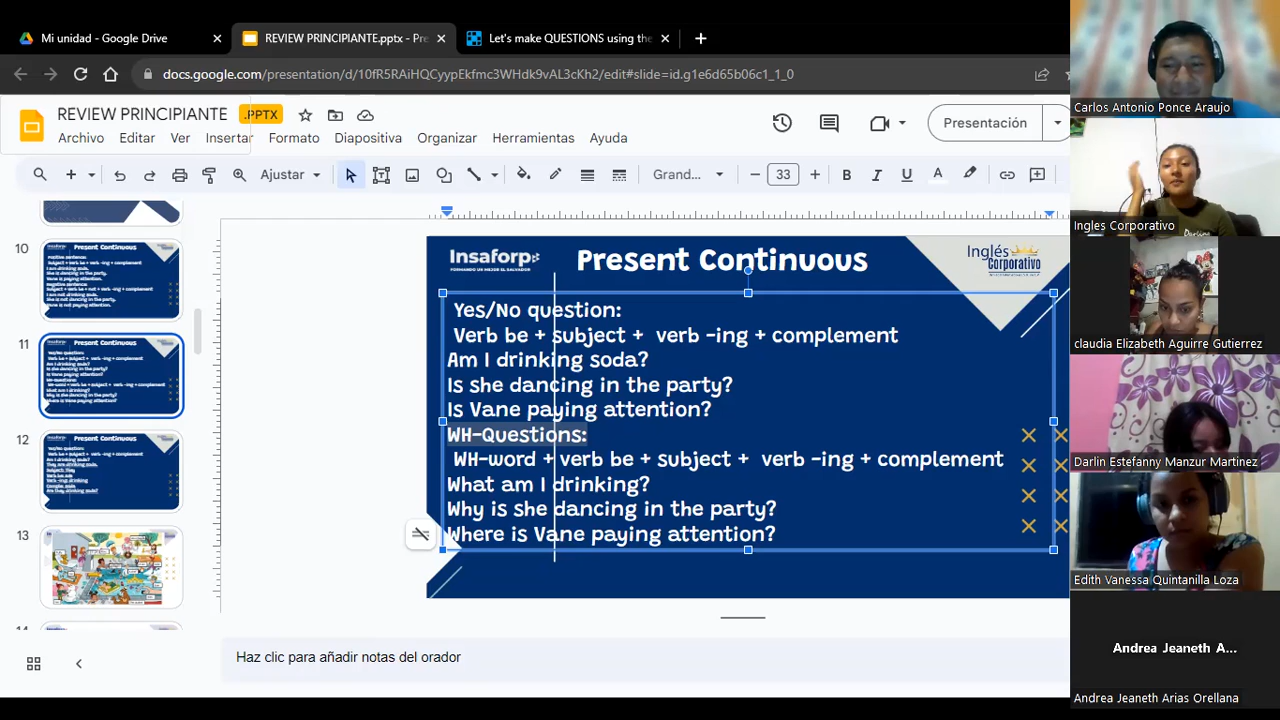 Mi unidad - Google Drive
REVIEW PRINCIPIANTE.pptx - Pre
Let's make QUESTIONS using the
docs.google.com/presentation/d/10fR5RAiHQCyypEkfmc3WHdk9vAL3cKh2/edit#slide=id.g1e6d65b06c1_1_0
REVIEW PRINCIPIANTE .PPTX
Archivo Editar Ver Insertar Formato Diapositiva Organizar Herramientas Ayuda
Presentación
Ajustar
Grand...
33
B I U A
10
Present Continuous
11
Present Continuous
12
Present Continuous
13
Insaforp
Present Continuous
Inglés
Corporativo
Yes/No question:
Verb be + subject + verb -ing + complement
Am I drinking soda?
Is she dancing in the party?
Is Vane paying attention?
WH-Questions:
WH-word + verb be + subject + verb -ing + complement
What am I drinking?
Why is she dancing in the party?
Where is Vane paying attention?
Haz clic para añadir notas del orador
Carlos Antonio Ponce Araujo
Ingles Corporativo
claudia Elizabeth Aguirre Gutierrez
Darlin Estefanny Manzur Martinez
Edith Vanessa Quintanilla Loza
Andrea Jeaneth A...
Andrea Jeaneth Arias Orellana